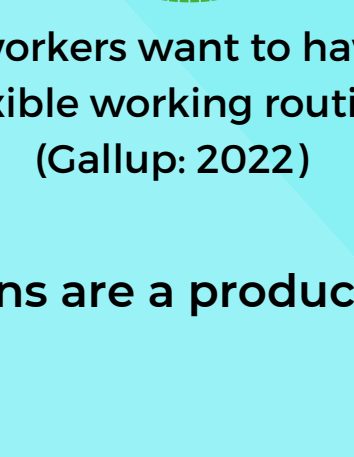 workers want to hav
xible working routi
(Gallup: 2022)
ns are a produc